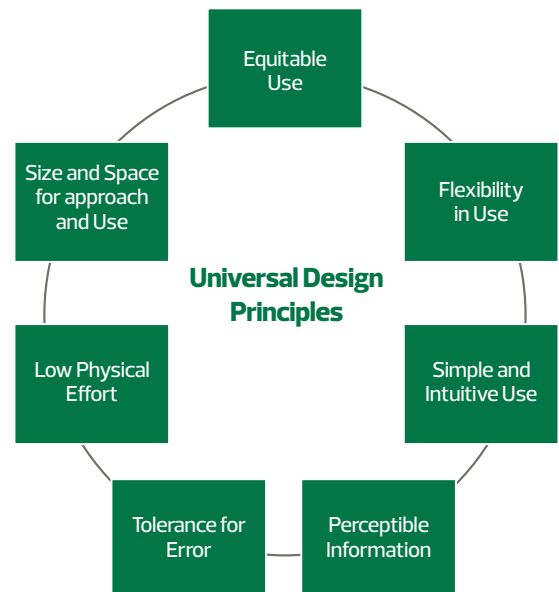 Equitable
Use
Flexibility
in Use
Simple and
Intuitive Use
Perceptible
Information
Tolerance for
Error
Low Physical
Effort
Size and Space
for approach
and Use
Universal Design
Principles